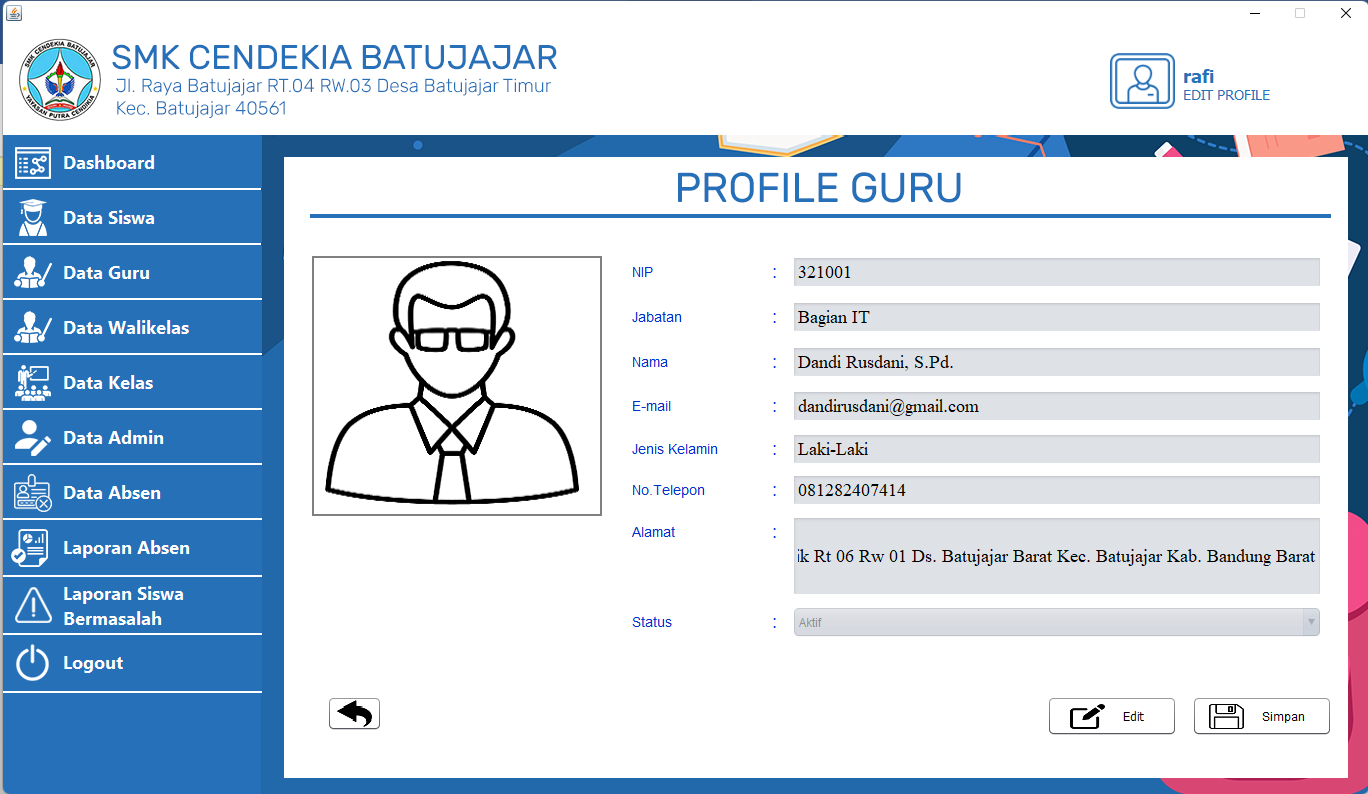 SMK CENDEKIA BATUJAJAR
YAYASAN PUTRA CENDIKIA
SMK CENDEKIA BATUJAJAR
Jl. Raya Batujajar RT.04 RW.03 Desa Batujajar Timur
Kec. Batujajar 40561
rafi
EDIT PROFILE
Dashboard
Data Siswa
Data Guru
Data Walikelas
Data Kelas
Data Admin
Data Absen
Laporan Absen
Laporan Siswa
Bermasalah
Logout
PROFILE GURU
NIP : 321001
Jabatan : Bagian IT
Nama : Dandi Rusdani, S.Pd.
E-mail : dandirusdani@gmail.com
Jenis Kelamin : Laki-Laki
No.Telepon : 081282407414
Alamat : ik Rt 06 Rw 01 Ds. Batujajar Barat Kec. Batujajar Kab. Bandung Barat
Status : Aktif
Edit
Simpan